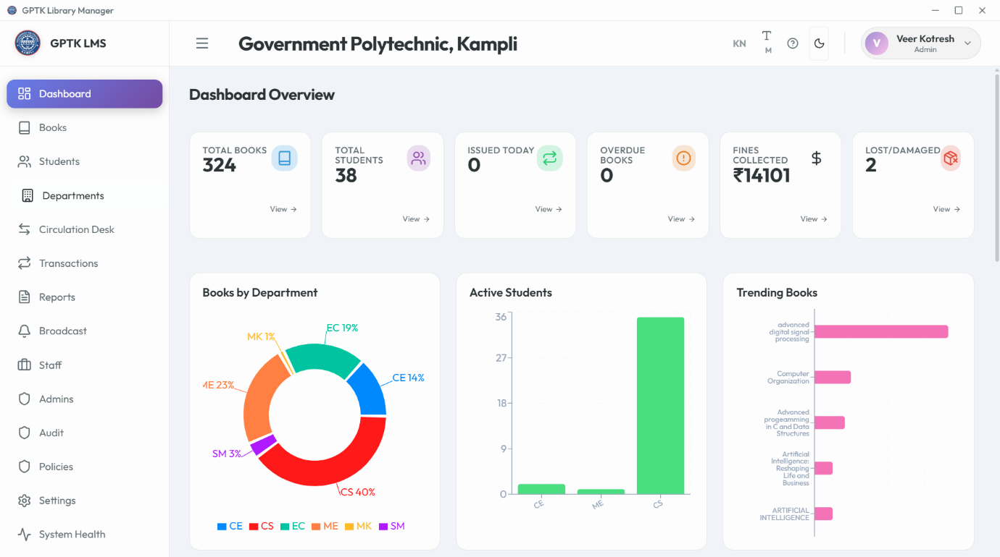 GPTK Library Manager
GPTK LMS
Government Polytechnic, Kampli
KN
T
M
V
Veer Kotresh
Admin
Dashboard
Books
Students
Departments
Circulation Desk
Transactions
Reports
Broadcast
Staff
Admins
Audit
Policies
Settings
System Health
Dashboard Overview
TOTAL BOOKS
324
View →
TOTAL
STUDENTS
38
View →
ISSUED TODAY
0
View →
OVERDUE
BOOKS
0
View →
FINES
COLLECTED
₹14101
$
View →
LOST/DAMAGED
2
View →
Books by Department
EC 19%
MK 1%
CE 14%
ME 23%
SM 3%
CS 40%
CE CS EC ME MK SM
Active Students
36
27
18
9
0
CE
ME
CS
Trending Books
advanced
digital signal
processing
Computer
Organization
Advanced
progeamming
in C and Data
Structures
Artificial
Intelligence:
Reshaping
Life and
Business
ARTIFICIAL
INTELLIGENCE